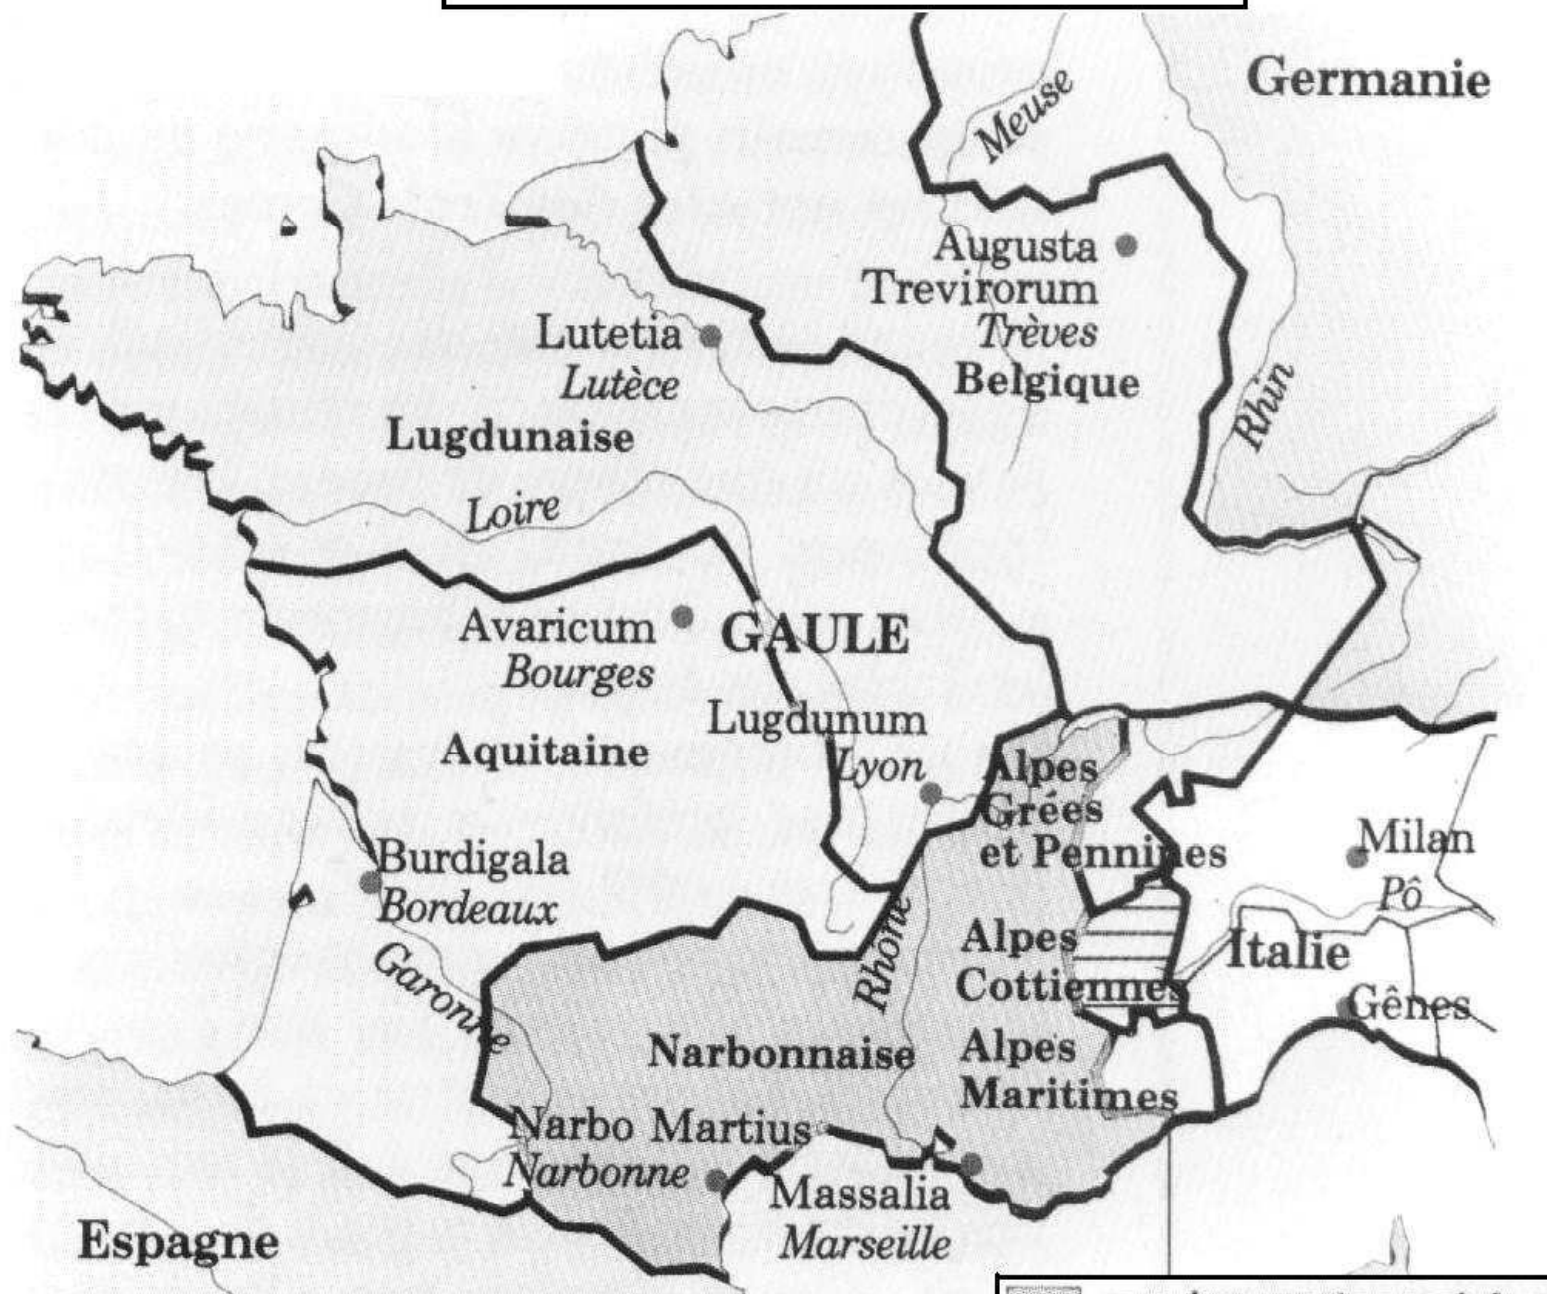 Germanie
Meuse
Augusta
Trevirorum
Trèves
Belgique
Rhin
Lutetia
Lutèce
Lugdunaise
Loire
Avaricum
Bourges
GAULE
Aquitaine
Lugdunum
Lyon
Alpes
Grées
et Pennines
Milan
Pô
Burdigala
Bordeaux
Garonne
Rhône
Alpes
Cottiennes
Italie
Gênes
Narbonnaise
Alpes
Maritimes
Narbo Martius
Narbonne
Massalia
Marseille
Espagne